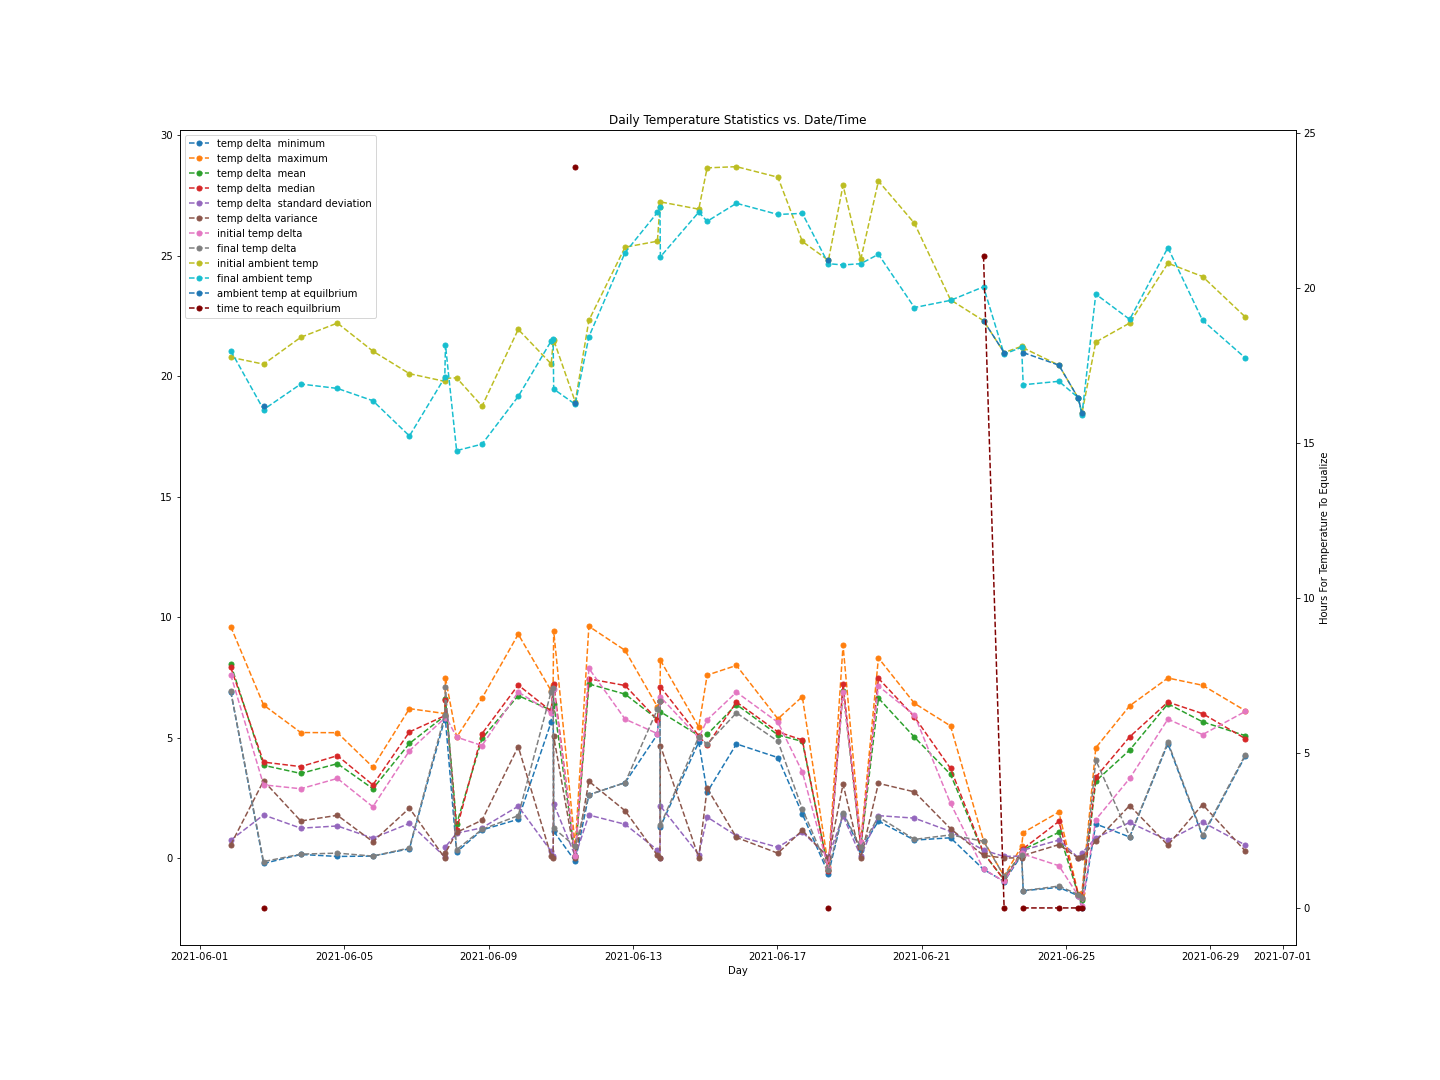 Daily Temperature Statistics vs. Date/Time
30
25
20
15
10
5
0
temp delta  minimum
temp delta  maximum
temp delta  mean
temp delta  median
temp delta  standard deviation
temp delta variance
initial temp delta
final temp delta
initial ambient temp
final ambient temp
ambient temp at equilbrium
time to reach equilbrium
25
20
15
10
5
0
Hours For Temperature To Equalize
2021-06-01 2021-06-05 2021-06-09 2021-06-13 2021-06-17 2021-06-21 2021-06-25 2021-06-29 2021-07-01
Day